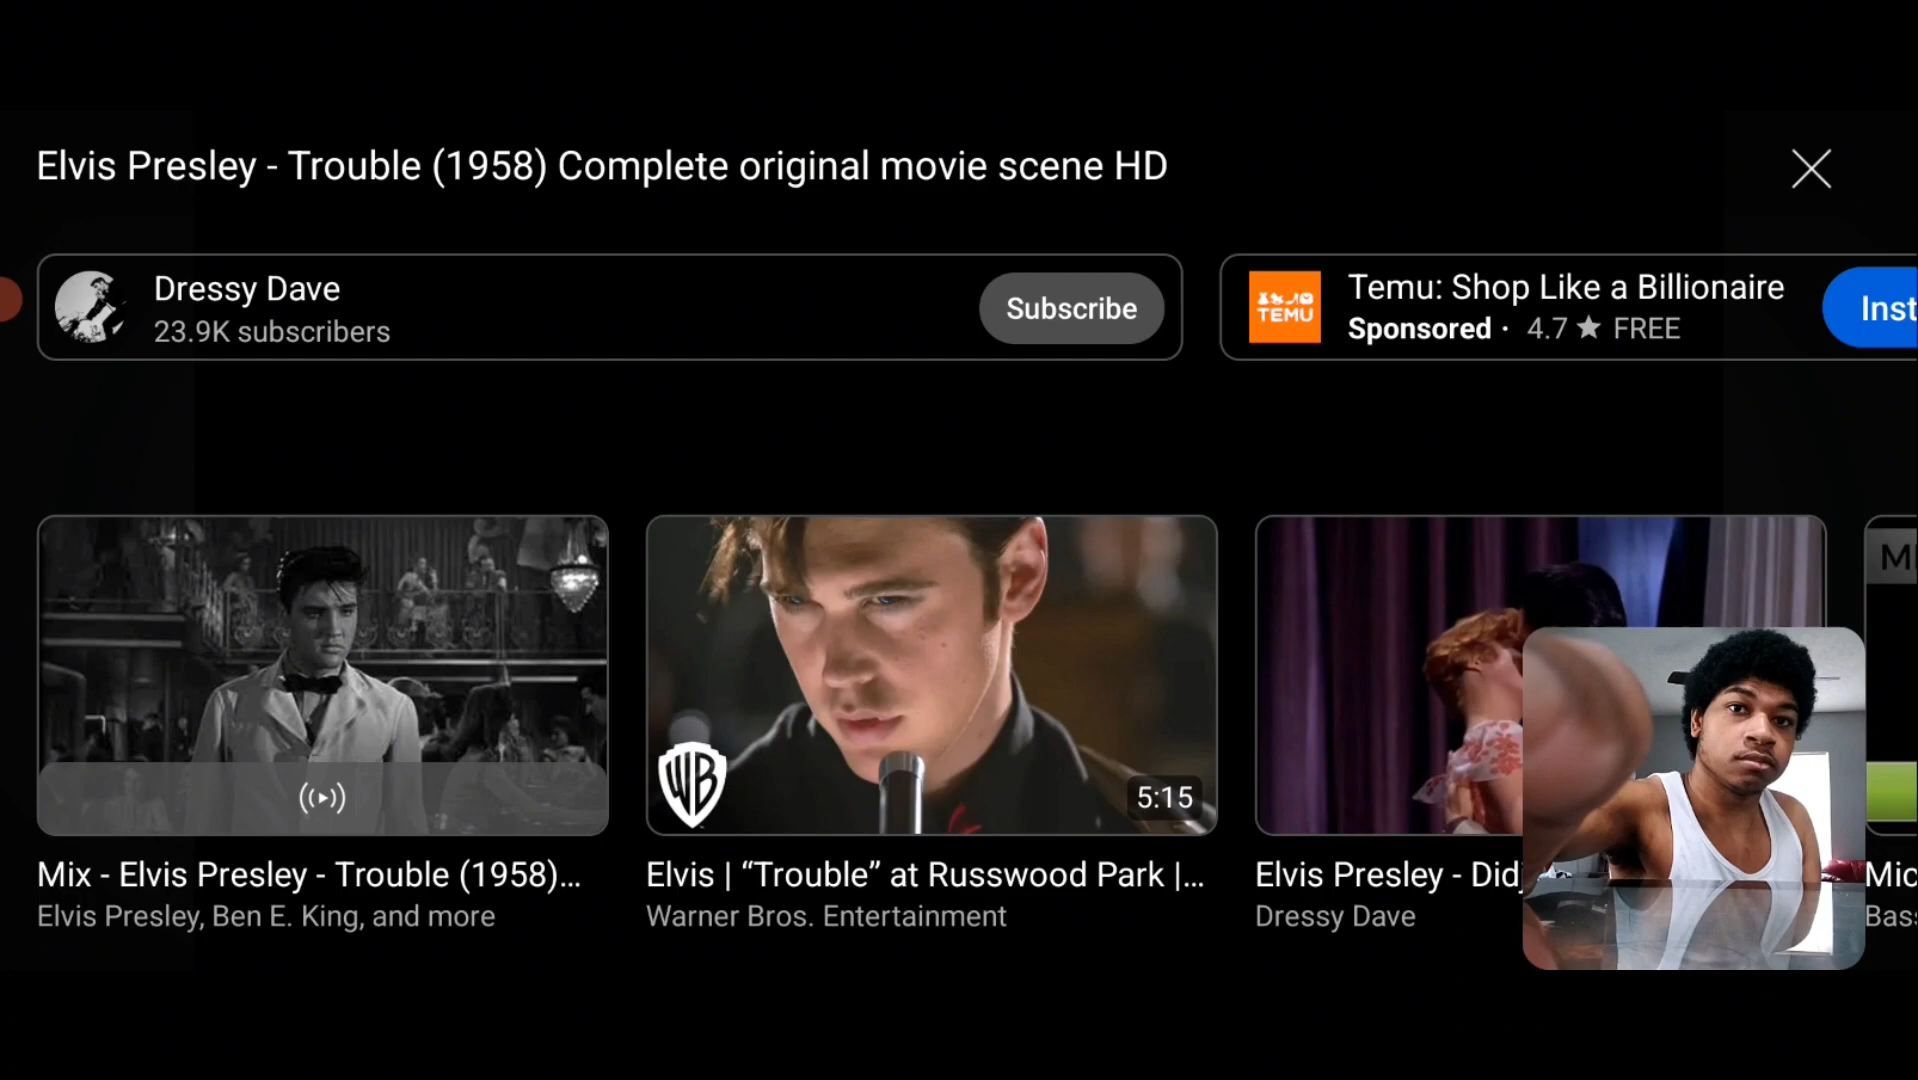 Elvis Presley - Trouble (1958) Complete original movie scene HD
Dressy Dave
23.9K subscribers
Subscribe
TEMU
Temu: Shop Like a Billionaire
Sponsored · 4.7 ★ FREE
Inst
WB
5:15
Mix - Elvis Presley - Trouble (1958)...
Elvis Presley, Ben E. King, and more
Elvis | “Trouble” at Russwood Park |...
Warner Bros. Entertainment
Elvis Presley - Didj
Dressy Dave
M
Mic
Bas